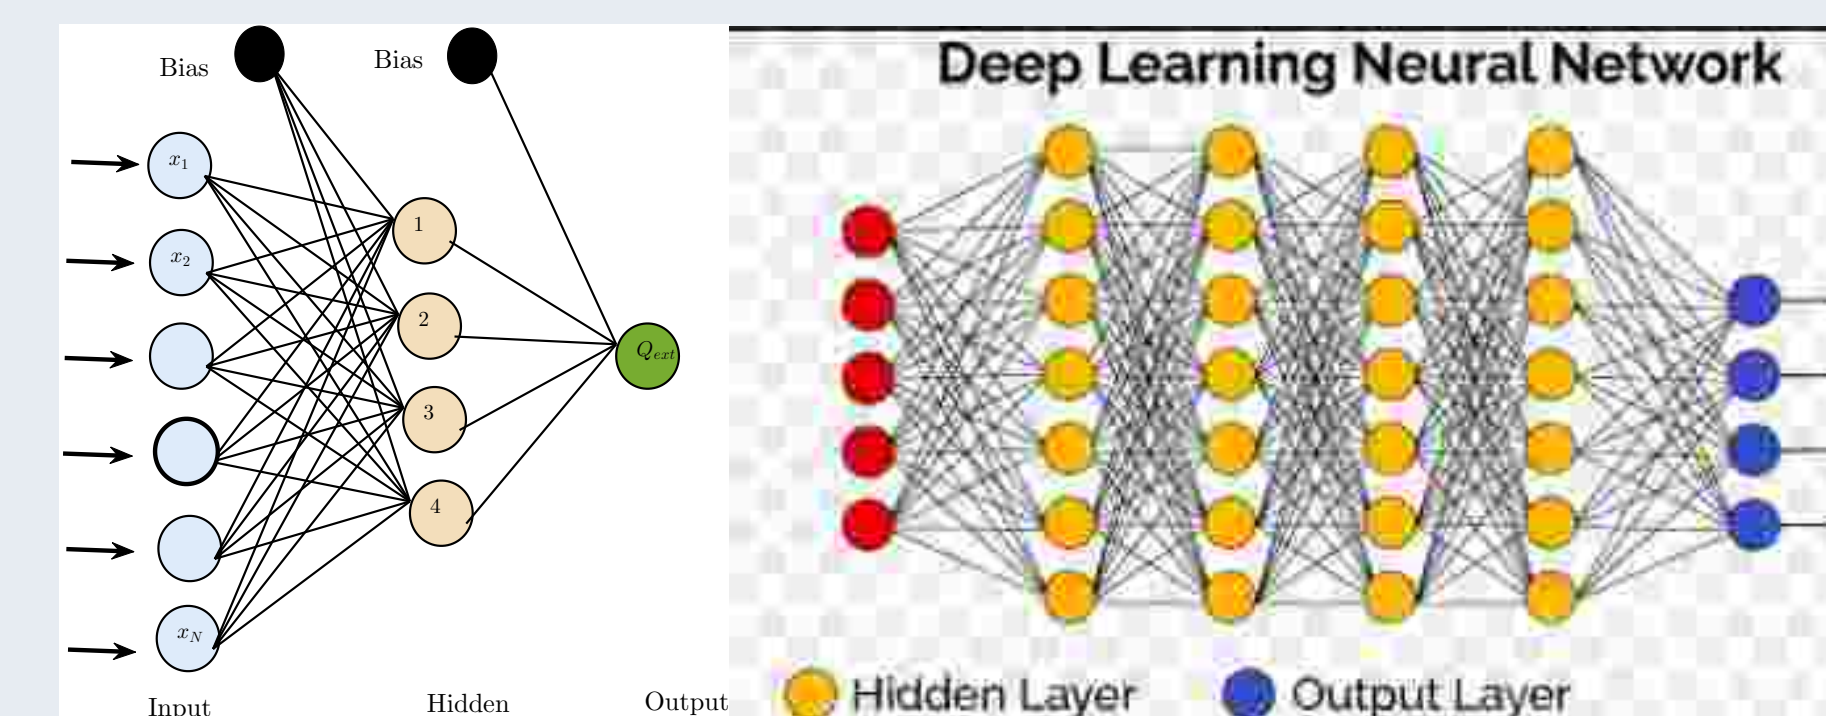 Bias
Bias
x1
x2
xN
1
2
3
4
Qext
Input
Hidden
Output
Deep Learning Neural Network
Hidden Layer
Output Layer